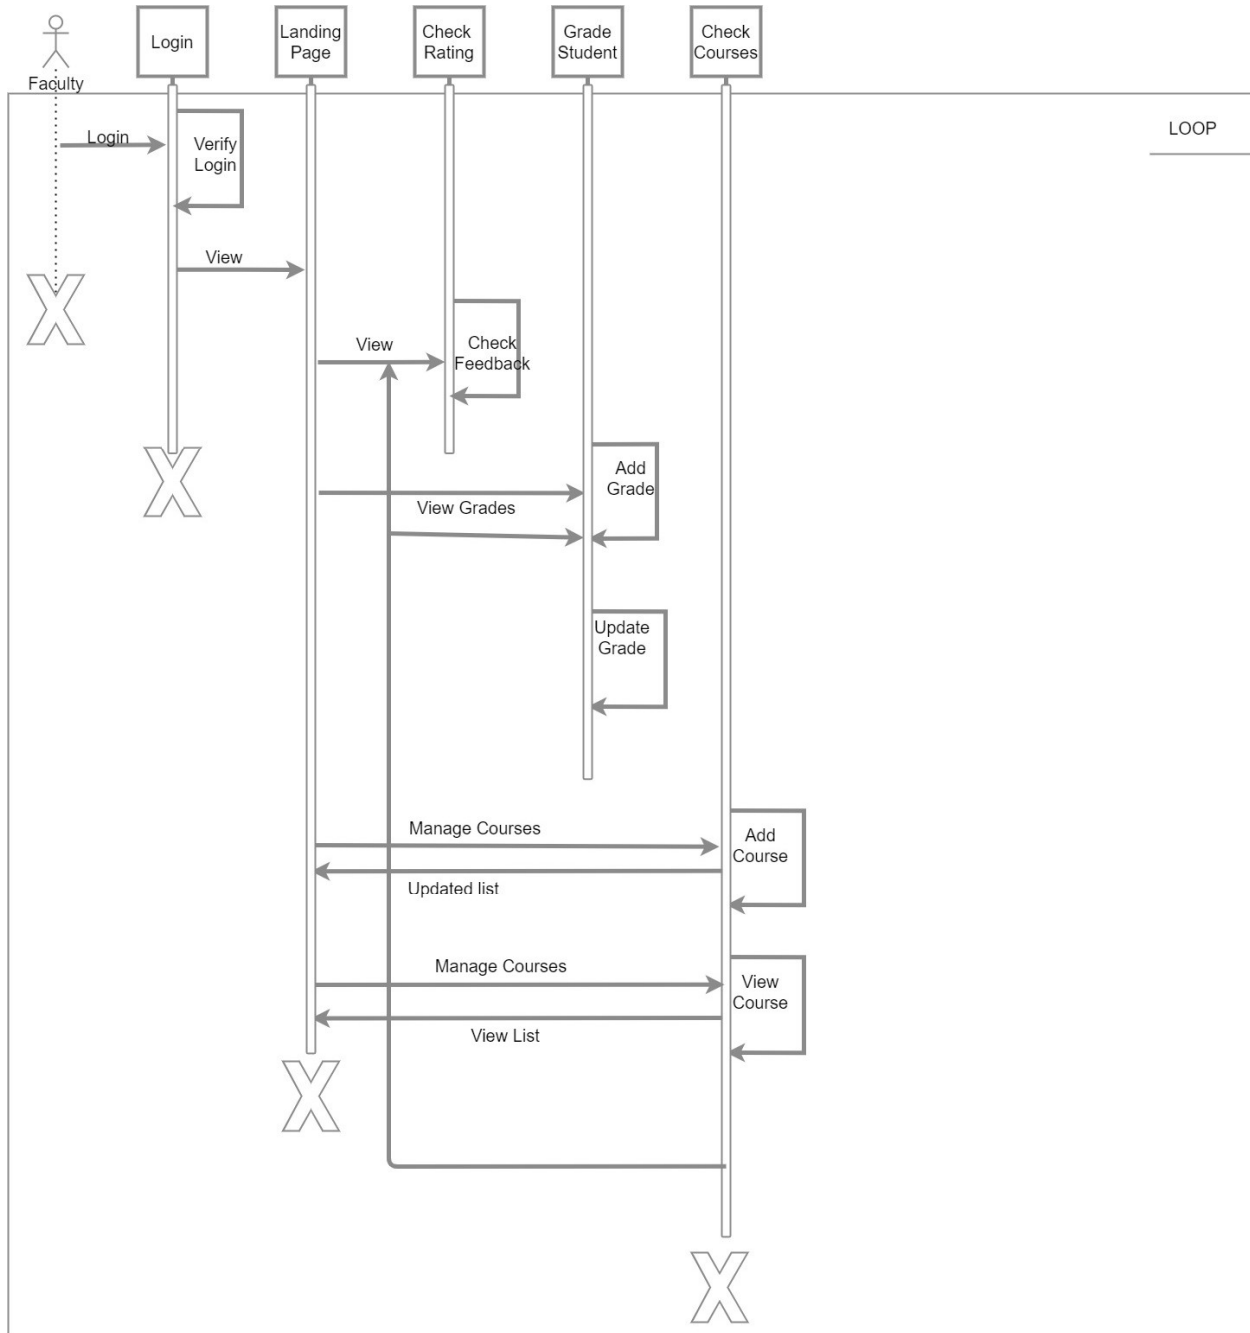 Login
Landing
Page
Check
Rating
Grade
Student
Check
Courses
Faculty
LOOP
Login
Verify
Login
View
View
Check
Feedback
Add
Grade
View Grades
Update
Grade
Manage Courses
Add
Course
Updated list
Manage Courses
View
Course
View List